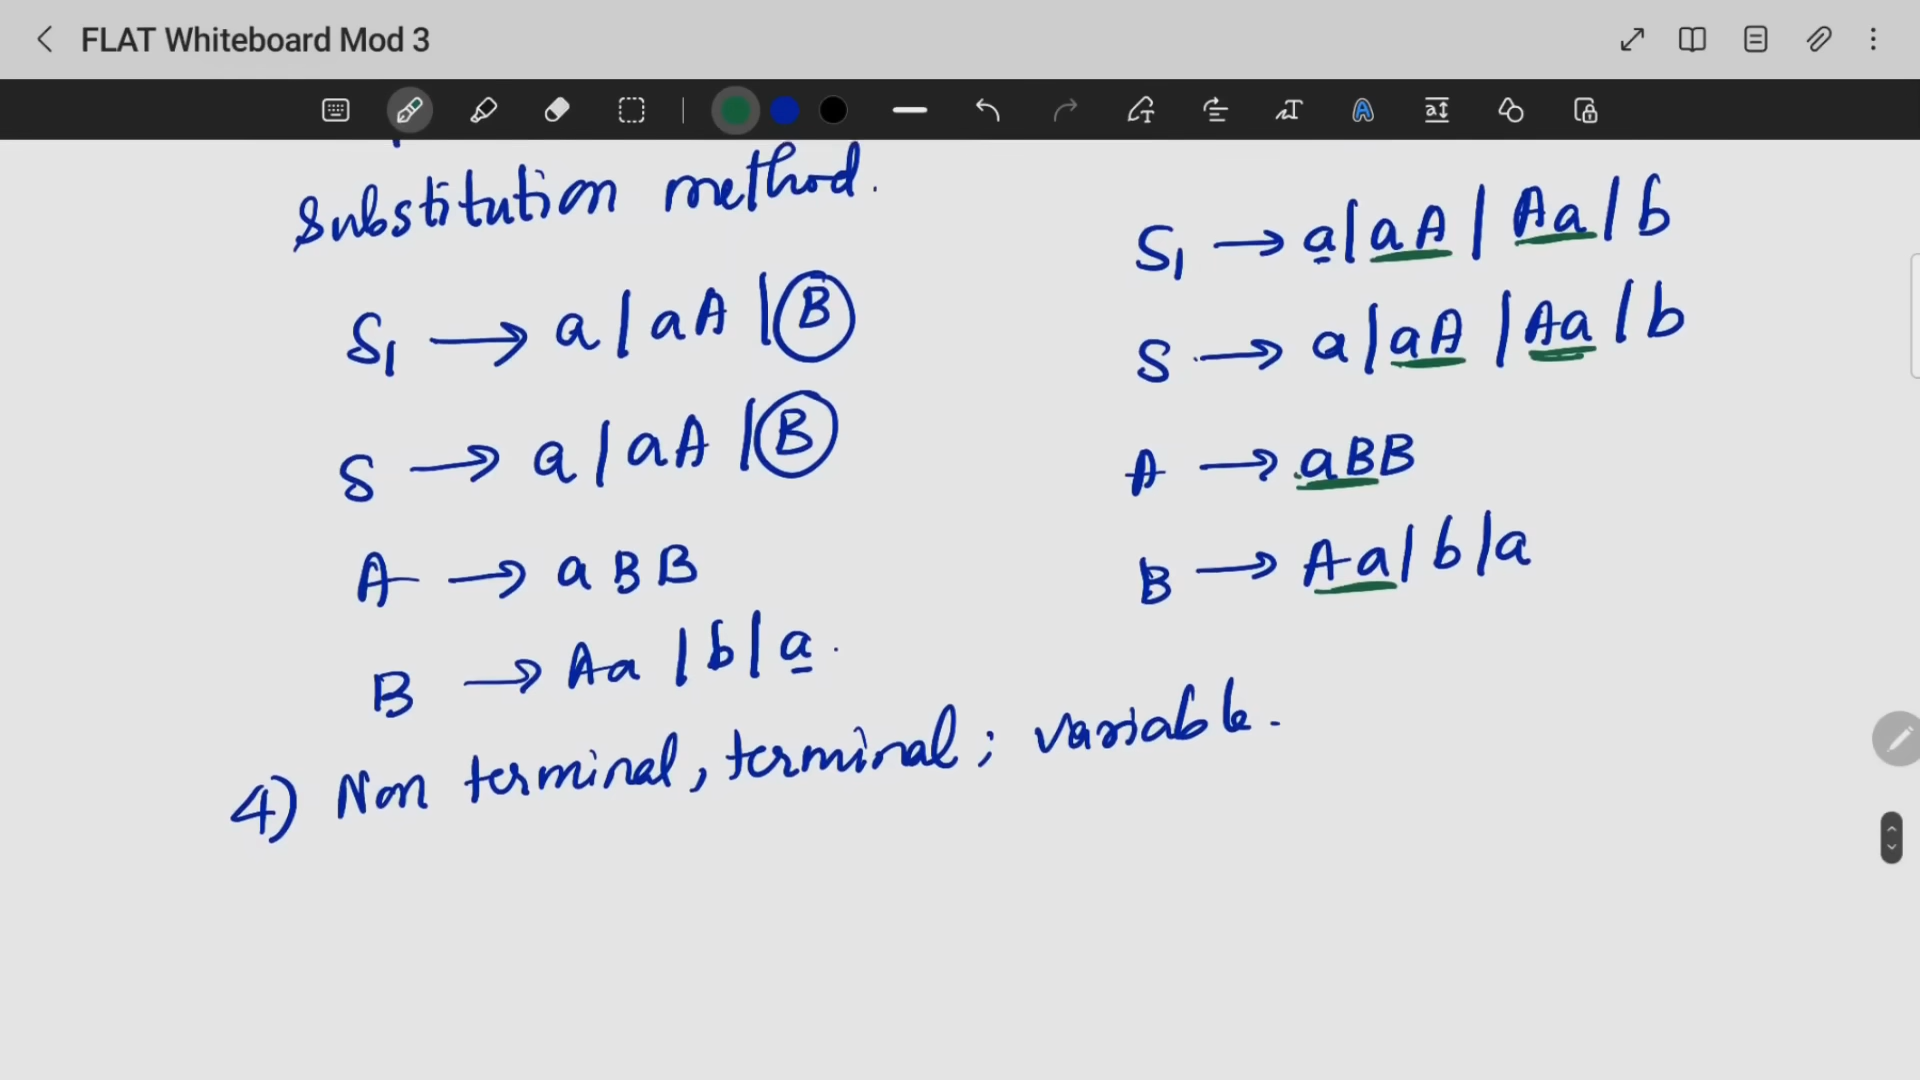 FLAT Whiteboard Mod 3
Substitution method.
S1 → a | aA | B
S → a | aA | B
A → aBB
B → Aa | b | a.
S1 → a | aA | Aa | b
S → a | aA | Aa | b
A → aBB
B → Aa | b | a
4) Non terminal, terminal; variable.